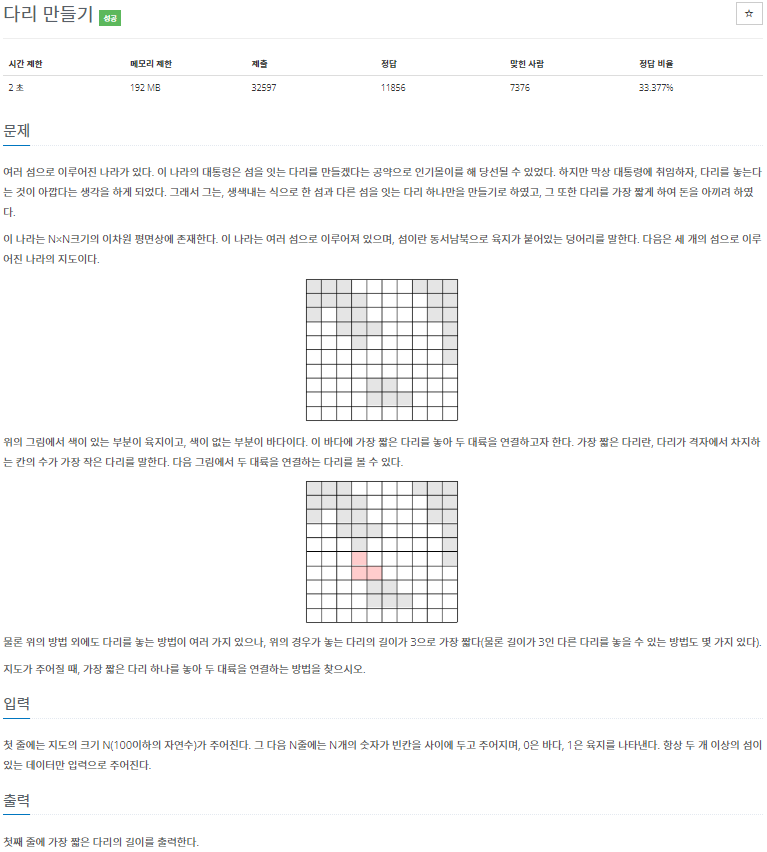 다리 만들기 성공
☆
시간 제한 메모리 제한 제출 정답 맞힌 사람 정답 비율
2 초 192 MB 32597 11856 7376 33.377%
문제
여러 섬으로 이루어진 나라가 있다. 이 나라의 대통령은 섬을 잇는 다리를 만들겠다는 공약으로 인기몰이를 해 당선될 수 있었다. 하지만 막상 대통령에 취임하자, 다리를 놓는다
는 것이 아깝다는 생각을 하게 되었다. 그래서 그는, 생색내는 식으로 한 섬과 다른 섬을 잇는 다리 하나만을 만들기로 하였고, 그 또한 다리를 가장 짧게 하여 돈을 아끼려 하였
다.
이 나라는 N×N크기의 이차원 평면상에 존재한다. 이 나라는 여러 섬으로 이루어져 있으며, 섬이란 동서남북으로 육지가 붙어있는 덩어리를 말한다. 다음은 세 개의 섬으로 이루
어진 나라의 지도이다.
위의 그림에서 색이 있는 부분이 육지이고, 색이 없는 부분이 바다이다. 이 바다에 가장 짧은 다리를 놓아 두 대륙을 연결하고자 한다. 가장 짧은 다리란, 다리가 격자에서 차지하
는 칸의 수가 가장 작은 다리를 말한다. 다음 그림에서 두 대륙을 연결하는 다리를 볼 수 있다.
물론 위의 방법 외에도 다리를 놓는 방법이 여러 가지 있으나, 위의 경우가 놓는 다리의 길이가 3으로 가장 짧다(물론 길이가 3인 다른 다리를 놓을 수 있는 방법도 몇 가지 있다).
지도가 주어질 때, 가장 짧은 다리 하나를 놓아 두 대륙을 연결하는 방법을 찾으시오.
입력
첫 줄에는 지도의 크기 N(100이하의 자연수)가 주어진다. 그 다음 N줄에는 N개의 숫자가 빈칸을 사이에 두고 주어지며, 0은 바다, 1은 육지를 나타낸다. 항상 두 개 이상의 섬이
있는 데이터만 입력으로 주어진다.
출력
첫째 줄에 가장 짧은 다리의 길이를 출력한다.